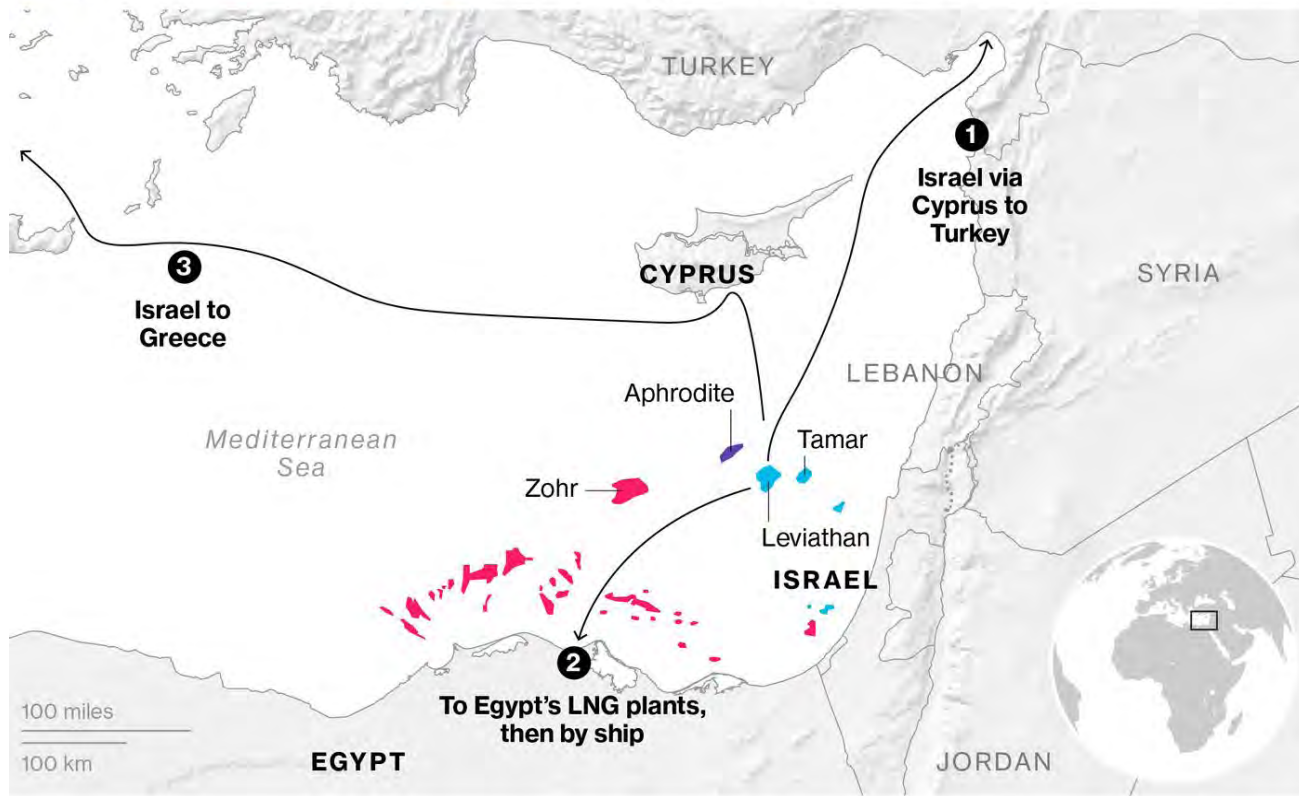 TURKEY
1
Israel via
Cyprus to
Turkey
CYPRUS
SYRIA
3
Israel to
Greece
LEBANON
Aphrodite
Mediterranean
Sea
Tamar
Zohr
Leviathan
ISRAEL
2
To Egypt's LNG plants,
then by ship
100 miles
100 km
EGYPT
JORDAN